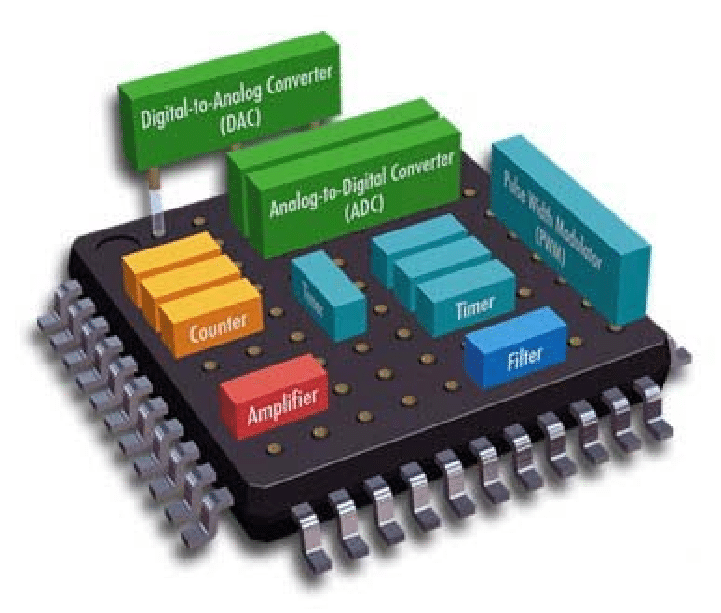 Digital-to-Analog Converter
(DAC)
Analog-to-Digital Converter
(ADC)
Pulse Width Modulator
(PWM)
Counter
Timer
Timer
Filter
Amplifier